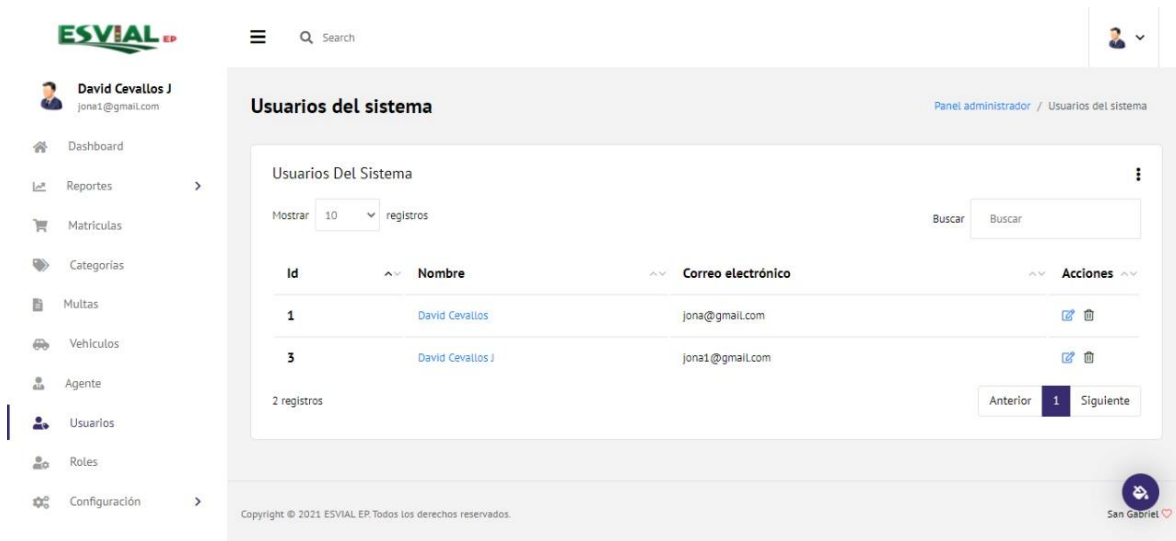 ESVIAL EP
Search
David Cevallos J
jona1@gmail.com
Dashboard
Reportes
Matriculas
Categorías
Multas
Vehiculos
Agente
Usuarios
Roles
Configuración
Usuarios del sistema
Panel administrador / Usuarios del sistema
Usuarios Del Sistema
Mostrar 10 registros
Buscar Buscar
Id Nombre Correo electrónico Acciones
1 David Cevallos jona@gmail.com
3 David Cevallos J jona1@gmail.com
2 registros
Anterior 1 Siguiente
Copyright © 2021 ESVIAL EP. Todos los derechos reservados.
San Gabriel